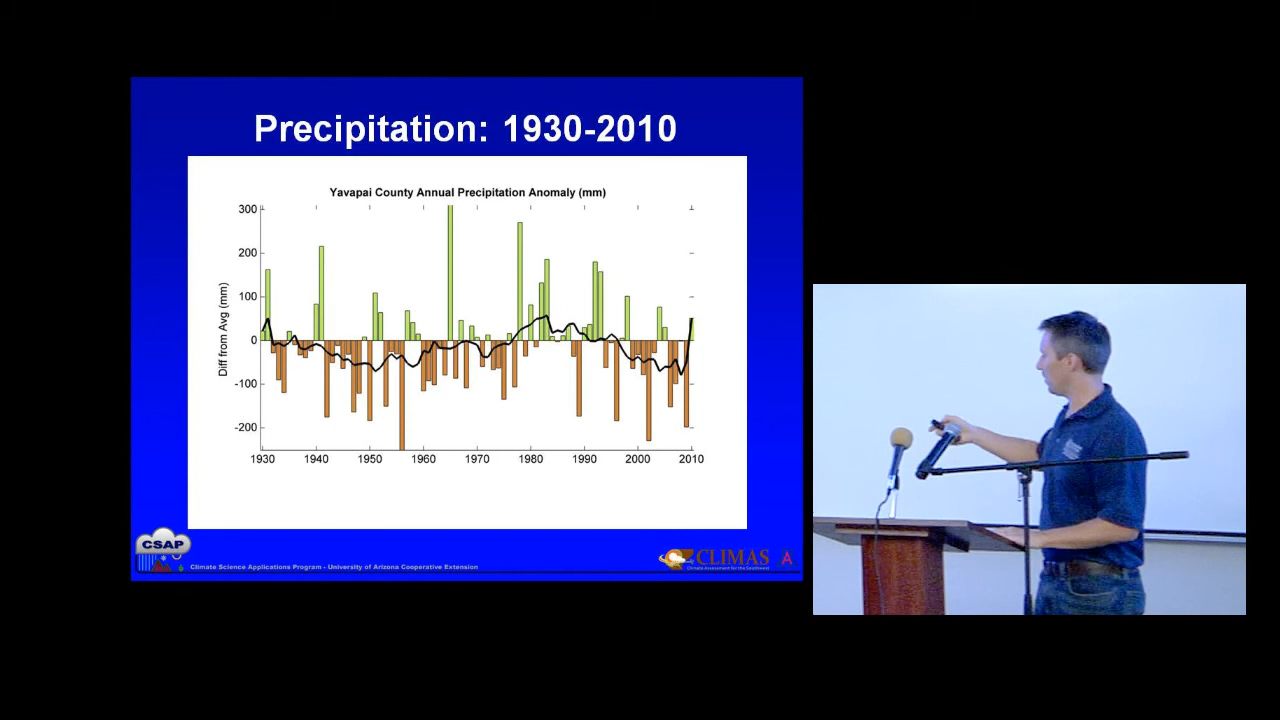 Precipitation: 1930-2010
Yavapai County Annual Precipitation Anomaly (mm)
Diff from Avg (mm)
300
200
100
0
-100
-200
1930 1940 1950 1960 1970 1980 1990 2000 2010
CSAP
Climate Science Applications Program - University of Arizona Cooperative Extension
CLIMAS
Climate Assessment for the Southwest
A